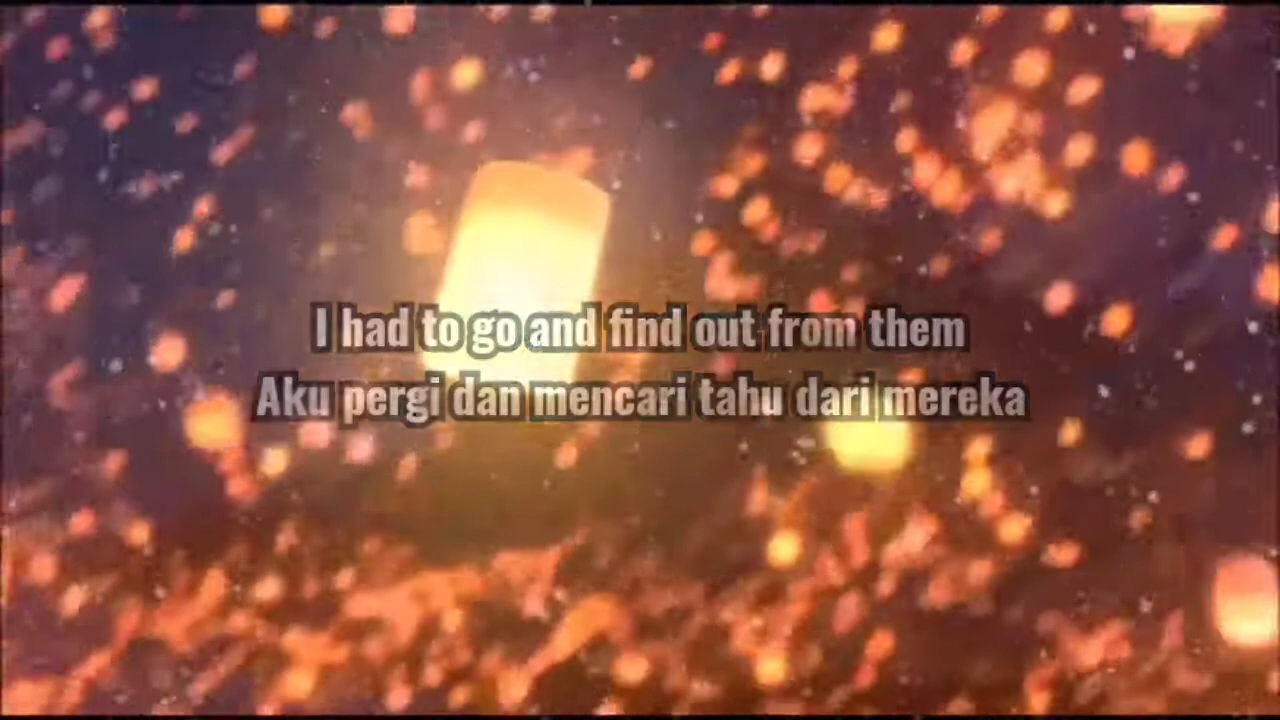 I had to go and find out from them
Aku pergi dan mencari tahu dari mereka